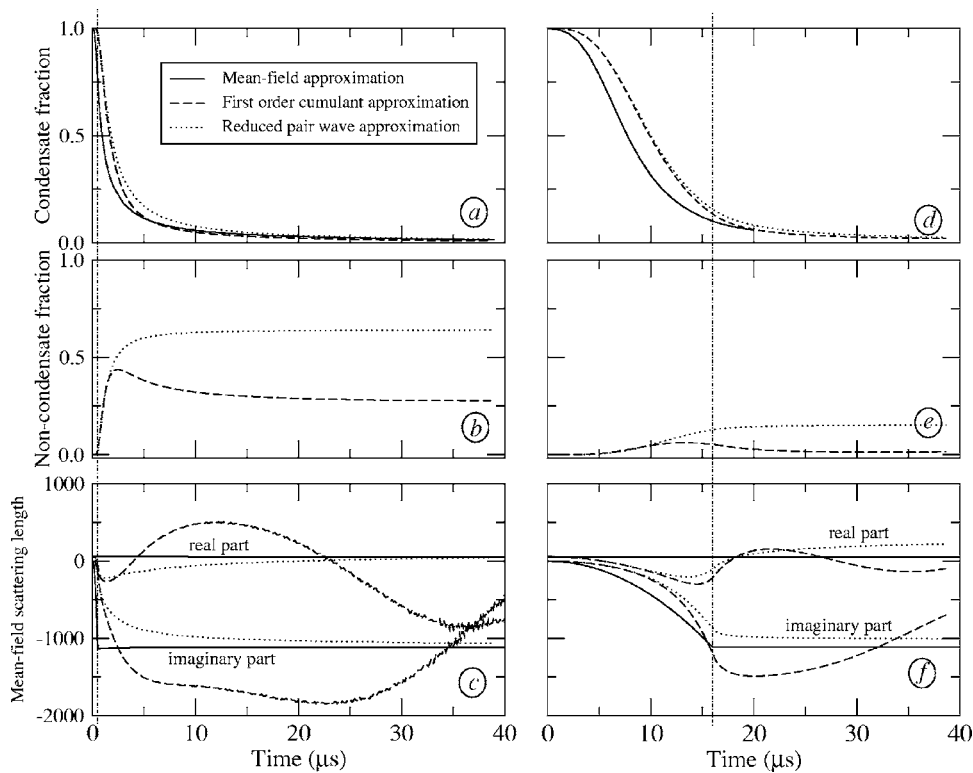 1.0
0.5
0.0
Condensate fraction
Mean-field approximation
First order cumulant approximation
Reduced pair wave approximation
a
d
1.0
0.5
0.0
Non-condensate fraction
b
e
1000
0
-1000
-2000
Mean-field scattering length
real part
imaginary part
c
real part
imaginary part
f
0 10 20 30 40
Time (μs)
0 10 20 30 40
Time (μs)